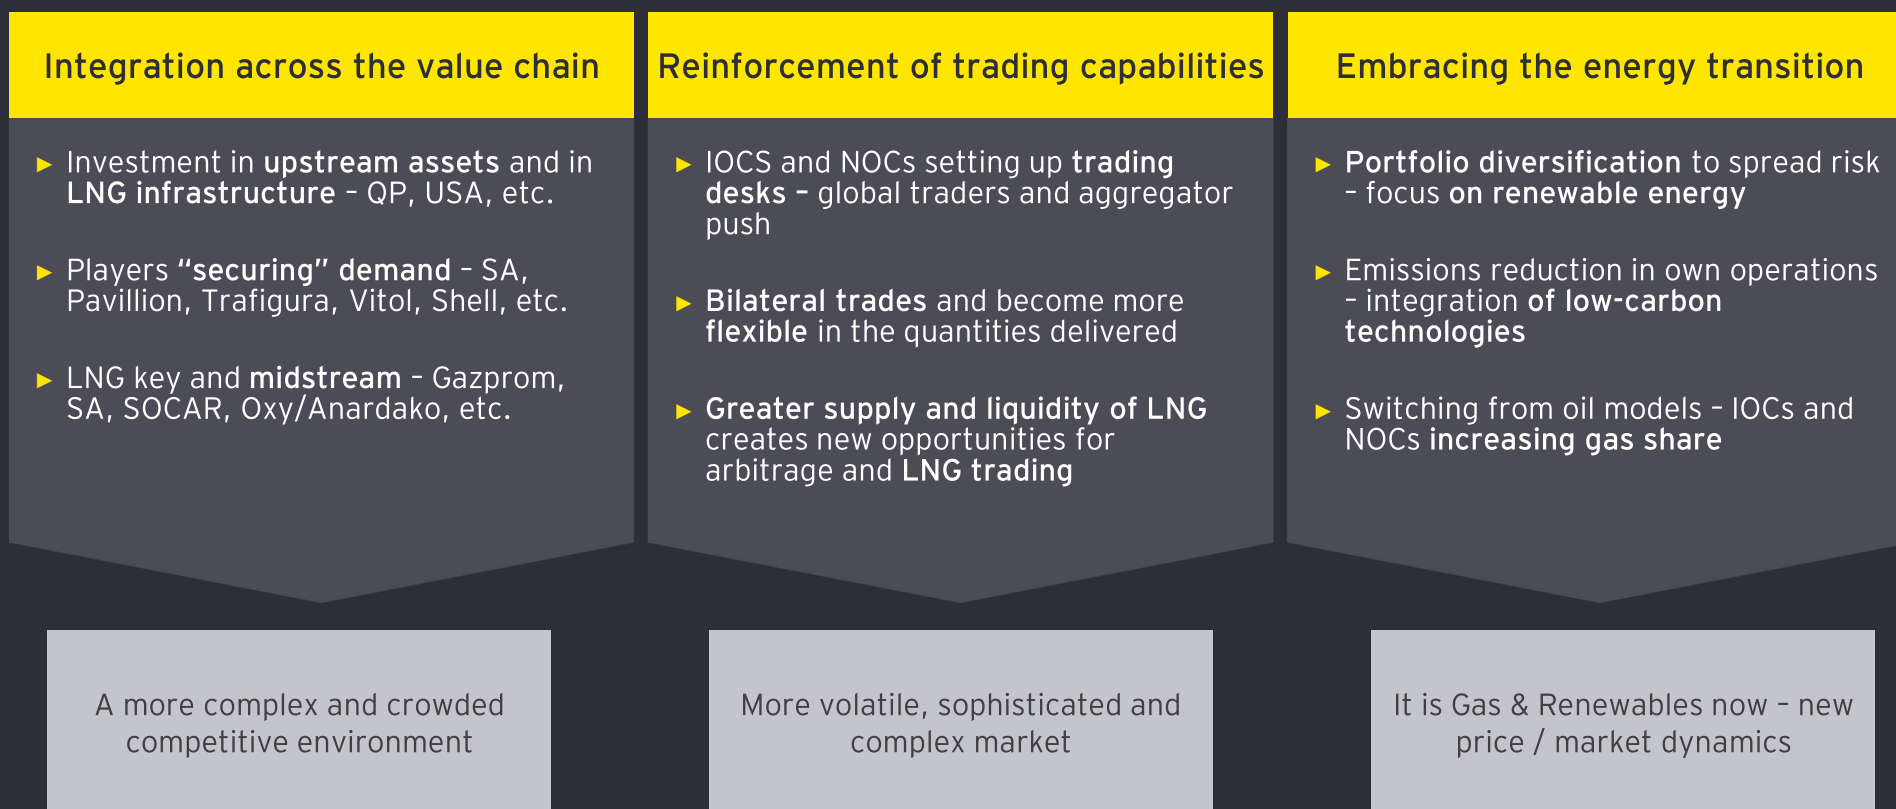 Integration across the value chain
► Investment in upstream assets and in
LNG infrastructure – QP, USA, etc.
► Players “securing” demand – SA,
Pavillion, Trafigura, Vitol, Shell, etc.
► LNG key and midstream – Gazprom,
SA, SOCAR, Oxy/Anardako, etc.
A more complex and crowded
competitive environment
Reinforcement of trading capabilities
► IOCS and NOCs setting up trading
desks – global traders and aggregator
push
► Bilateral trades and become more
flexible in the quantities delivered
► Greater supply and liquidity of LNG
creates new opportunities for
arbitrage and LNG trading
More volatile, sophisticated and
complex market
Embracing the energy transition
► Portfolio diversification to spread risk
– focus on renewable energy
► Emissions reduction in own operations
– integration of low-carbon
technologies
► Switching from oil models – IOCs and
NOCs increasing gas share
It is Gas & Renewables now – new
price / market dynamics